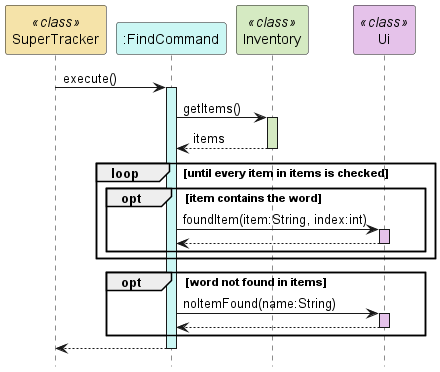 «class»
SuperTracker
:FindCommand
«class»
Inventory
«class»
Ui
execute()
getItems()
items
loop [until every item in items is checked]
opt [item contains the word]
foundItem(item:String, index:int)
opt [word not found in items]
noItemFound(name:String)